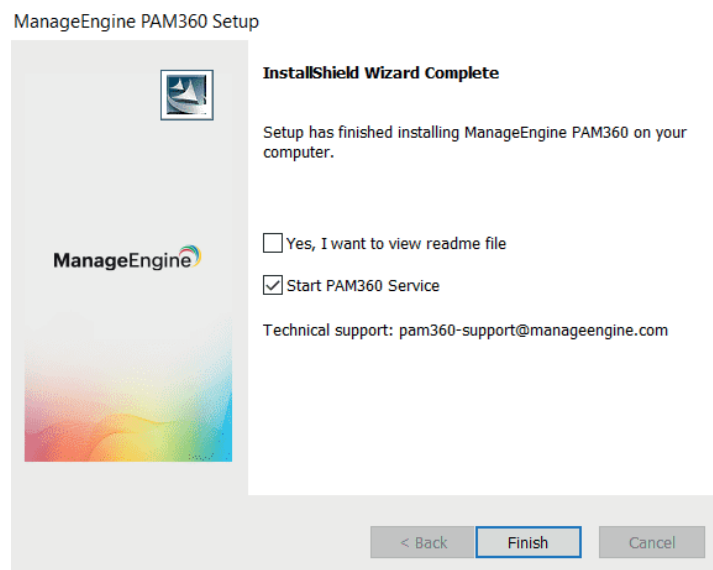 ManageEngine PAM360 Setup
InstallShield Wizard Complete
Setup has finished installing ManageEngine PAM360 on your
computer.
Yes, I want to view readme file
ManageEngine
Start PAM360 Service
Technical support: pam360-support@manageengine.com
< Back
Finish
Cancel